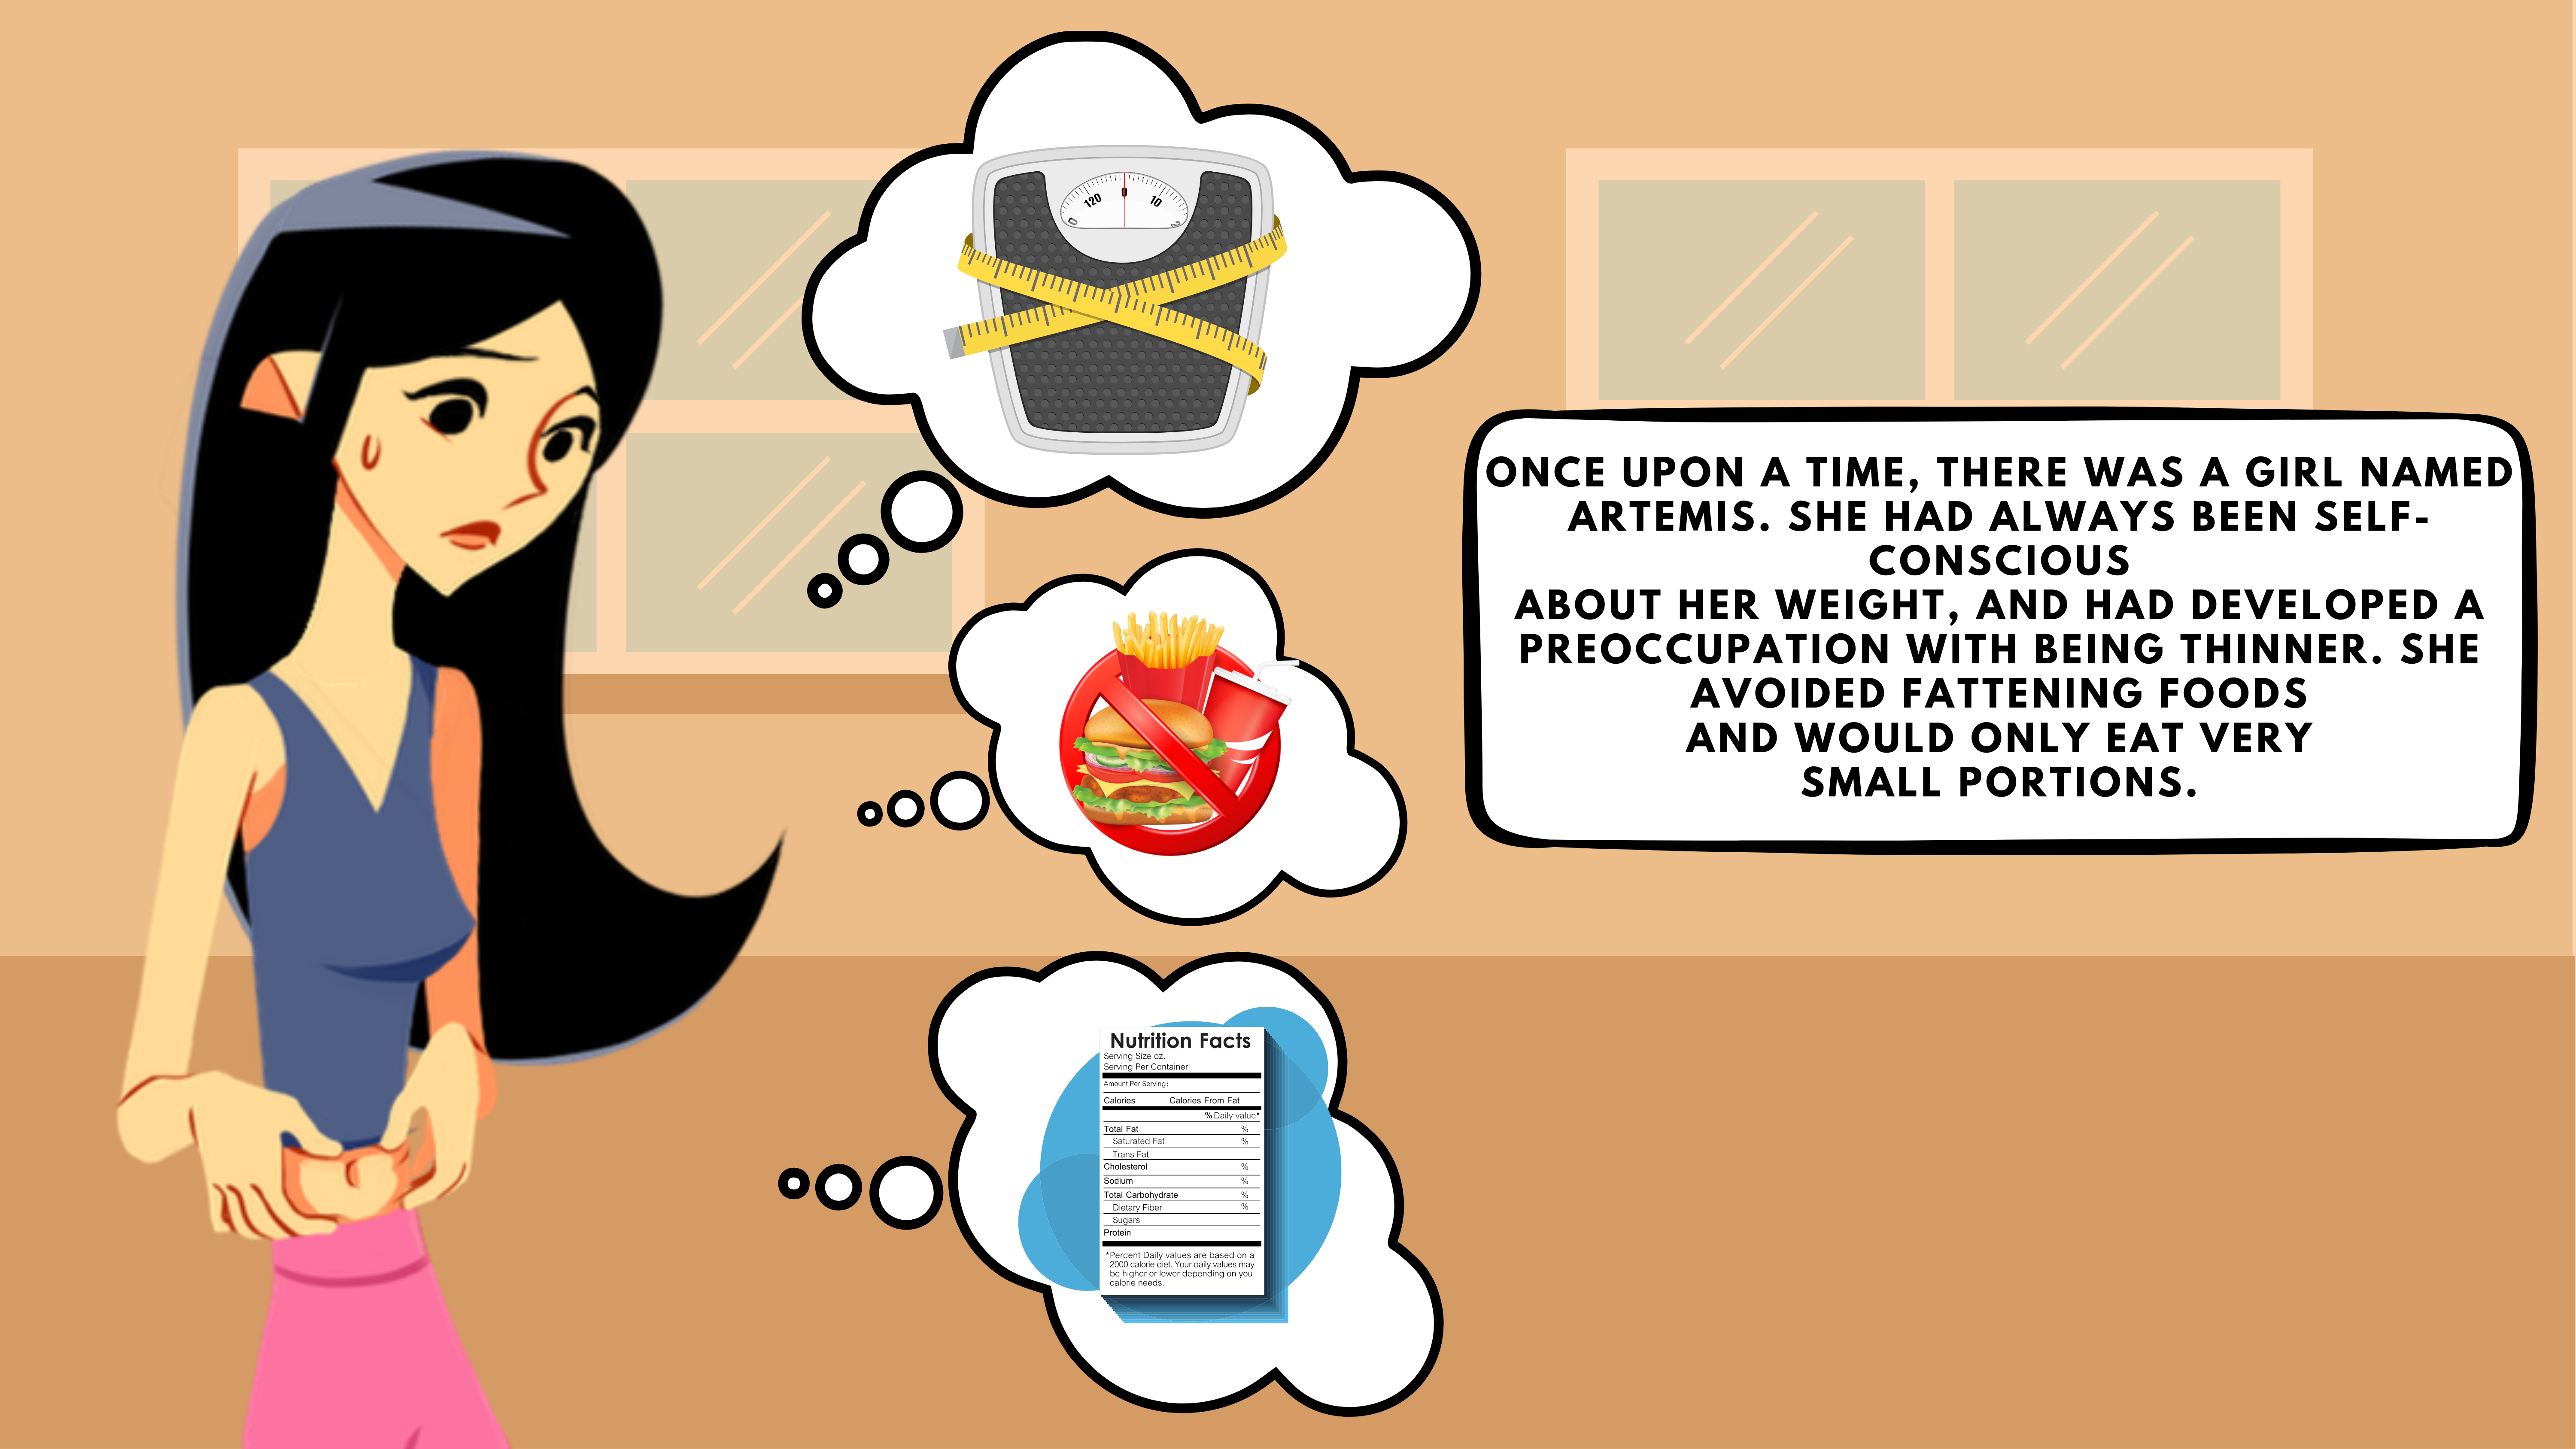 120
0
10
ONCE UPON A TIME, THERE WAS A GIRL NAMED
ARTEMIS. SHE HAD ALWAYS BEEN SELF-
CONSCIOUS
ABOUT HER WEIGHT, AND HAD DEVELOPED A
PREOCCUPATION WITH BEING THINNER. SHE
AVOIDED FATTENING FOODS
AND WOULD ONLY EAT VERY
SMALL PORTIONS.
Nutrition Facts
Serving Size oz.
Serving Per Container
Amount Per Serving:
Calories Calories From Fat
% Daily value*
Total Fat %
Saturated Fat %
Trans Fat
Cholesterol %
Sodium %
Total Carbohydrate %
Dietary Fiber %
Sugars
Protein
*Percent Daily values are based on a
2000 calorie diet. Your daily values may
be higher or lower depending on you
calorie needs.